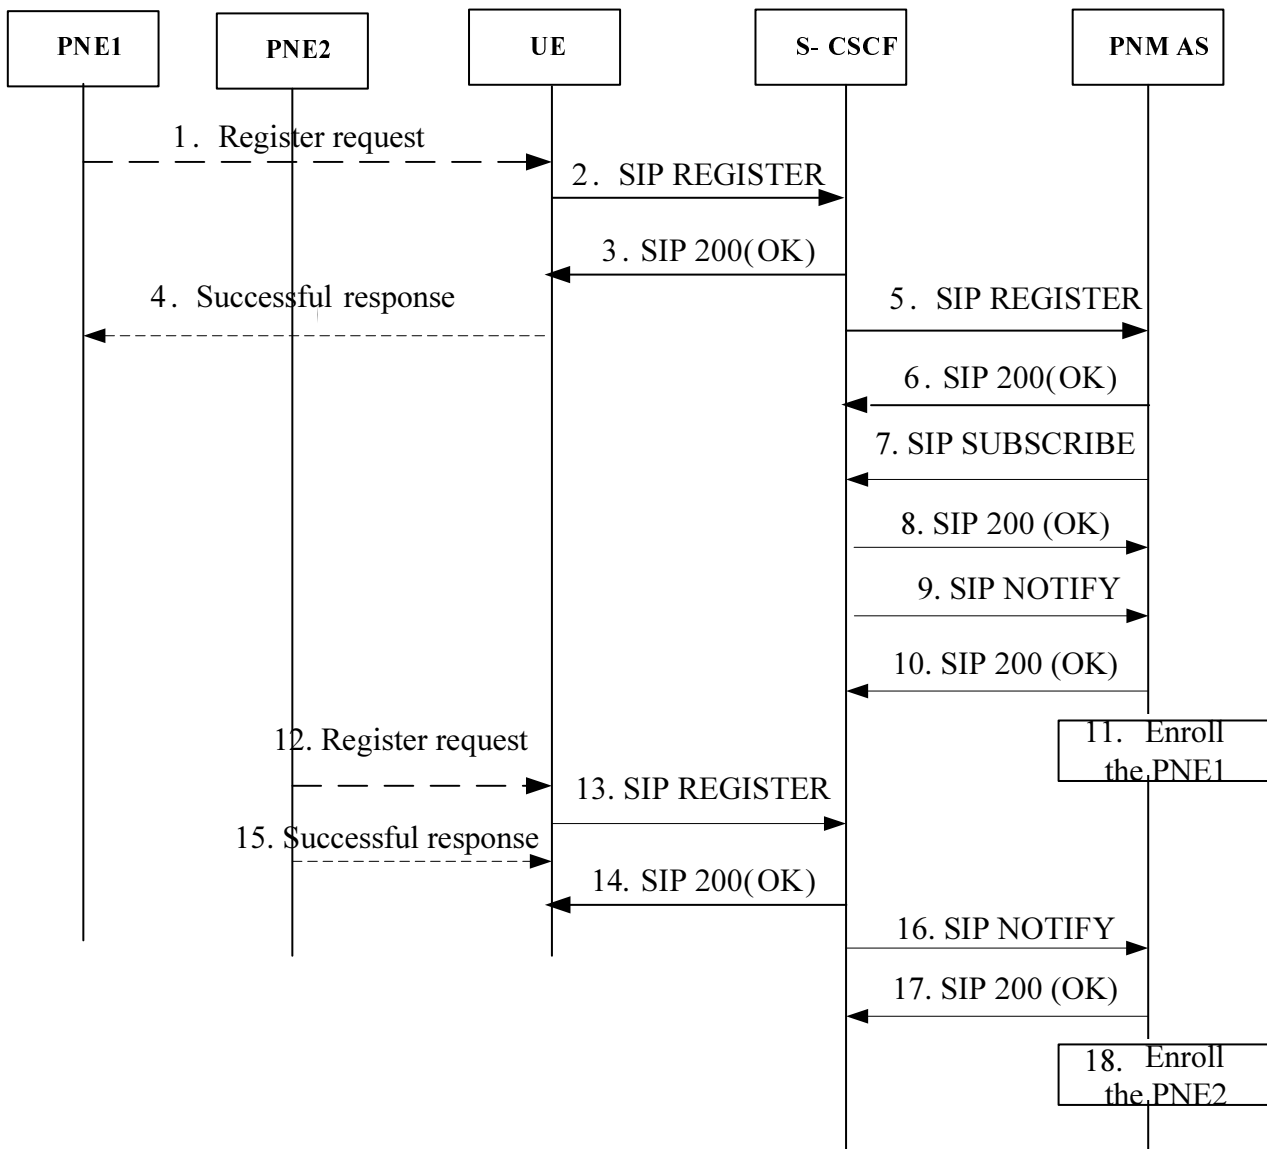 PNE1
PNE2
UE
S- CSCF
PNM AS
1. Register request
2. SIP REGISTER
3. SIP 200(OK)
4. Successful response
5. SIP REGISTER
6. SIP 200(OK)
7. SIP SUBSCRIBE
8. SIP 200 (OK)
9. SIP NOTIFY
10. SIP 200 (OK)
11. Enroll
the PNE1
12. Register request
13. SIP REGISTER
15. Successful response
14. SIP 200(OK)
16. SIP NOTIFY
17. SIP 200 (OK)
18. Enroll
the PNE2